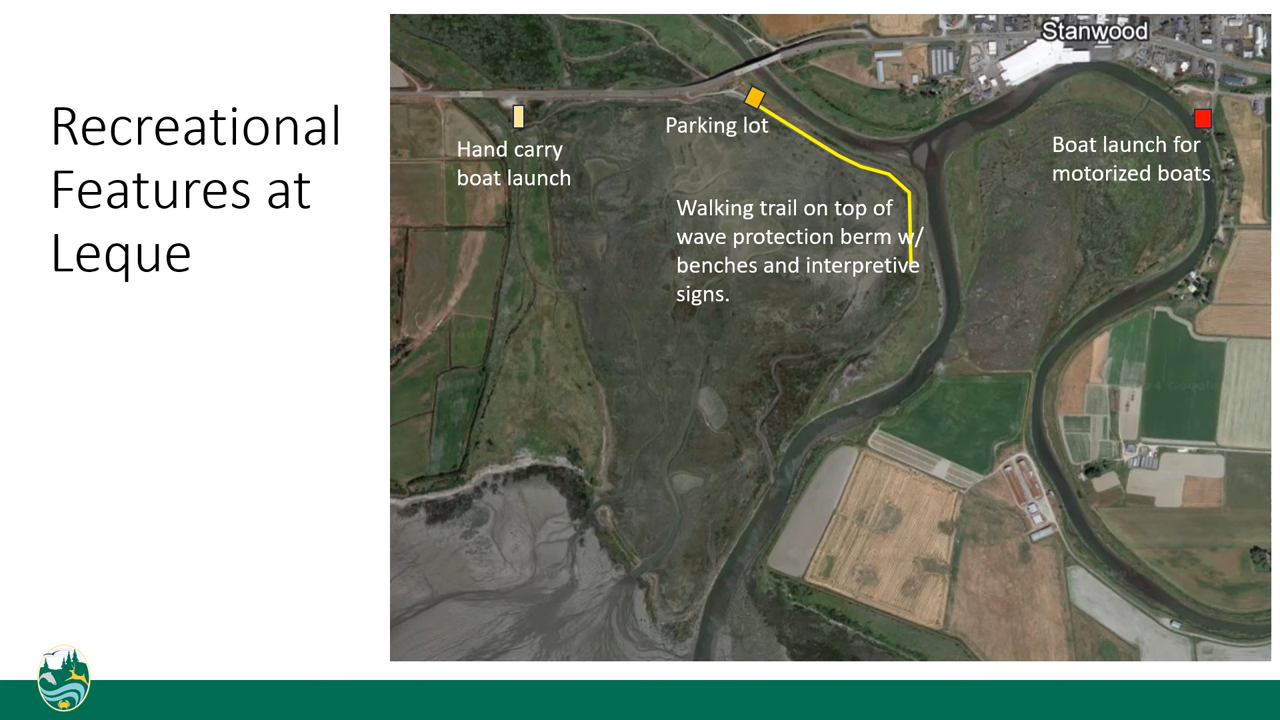 Recreational
Features at
Leque
Stanwood
Parking lot
Hand carry
boat launch
Boat launch for
motorized boats
Walking trail on top of
wave protection berm w/
benches and interpretive
signs.